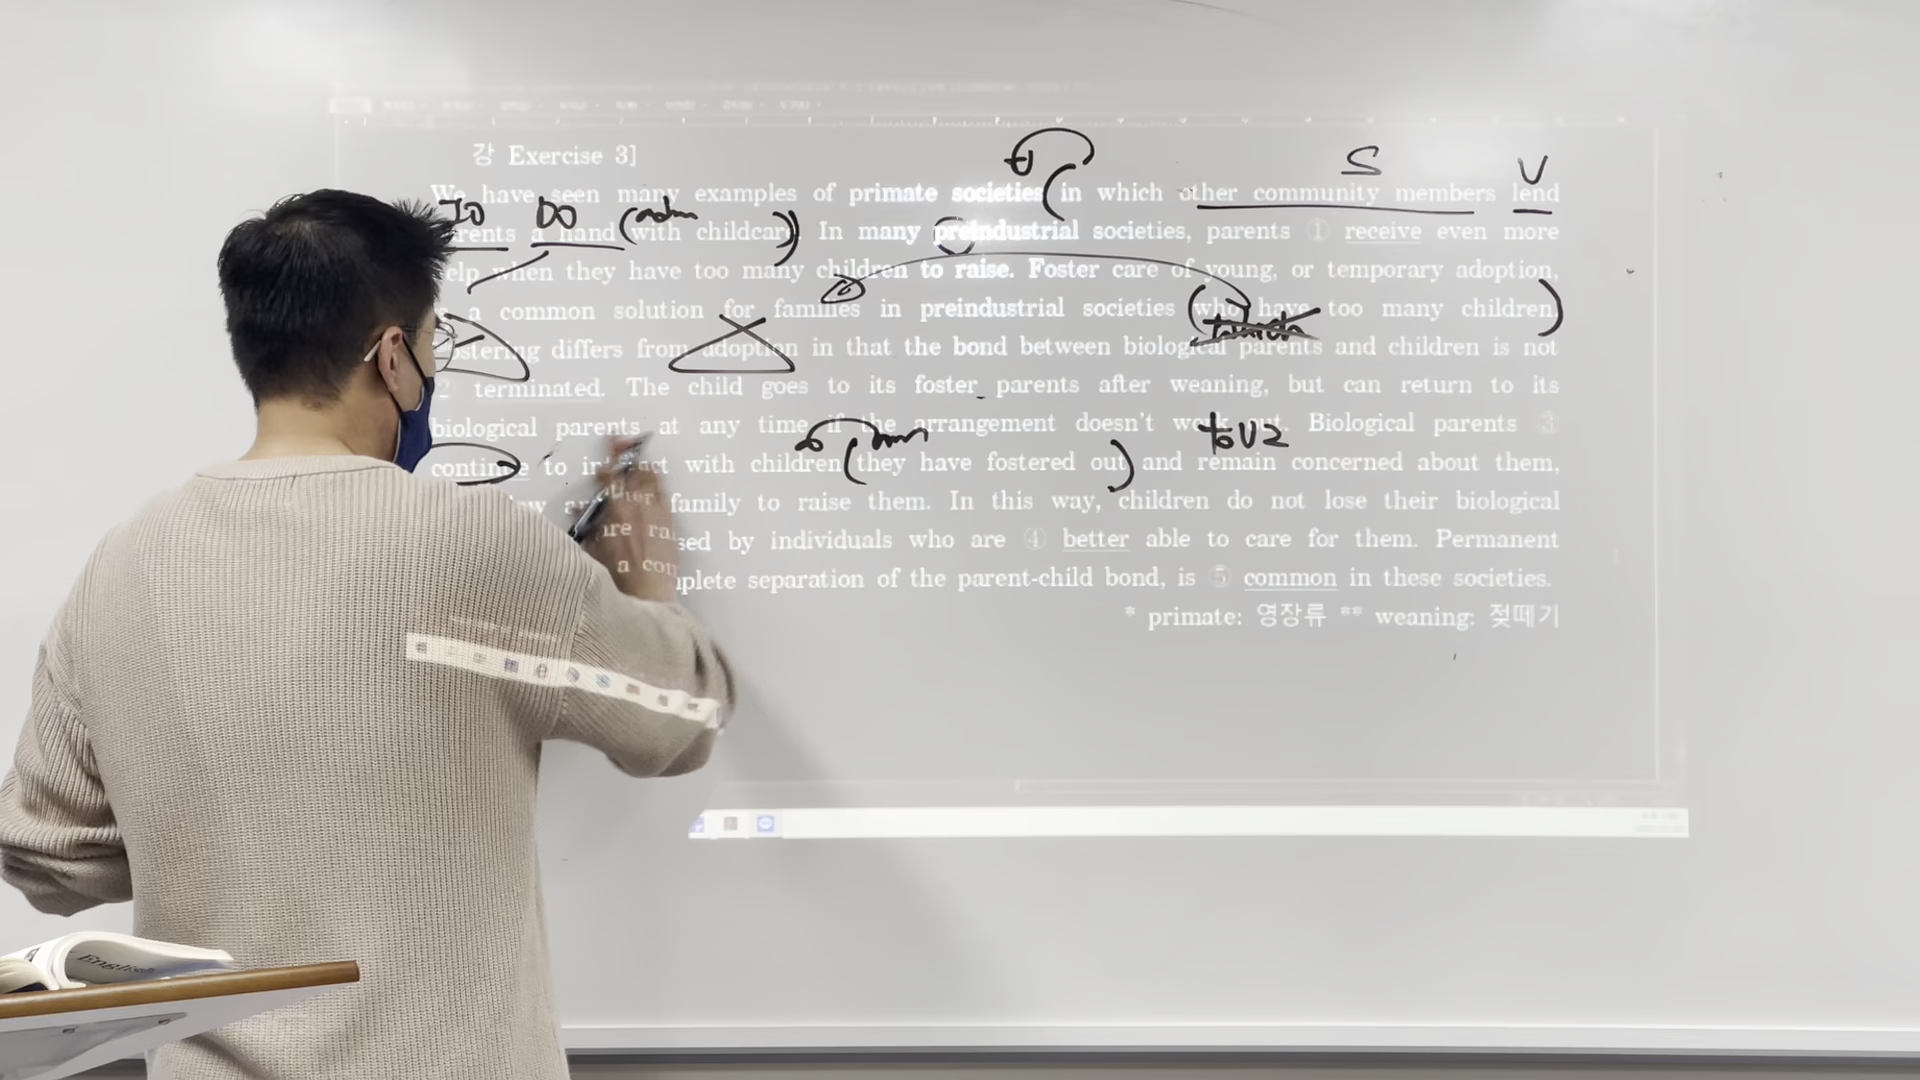 강 Exercise 3]
S
V
We have seen many examples of primate societies in which other community members lend
IO DO
a hand with childcare. In many preindustrial societies, parents ① receive even more
when they have too many children to raise. Foster care of young, or temporary adoption,
a common solution for families in preindustrial societies who have too many children.
differs from adoption in that the bond between biological parents and children is not
② terminated. The child goes to its foster parents after weaning, but can return to its
biological parents at any time if the arrangement doesn't work out. Biological parents ③
to V2
continue to interact with children they have fostered out and remain concerned about them,
family to raise them. In this way, children do not lose their biological
by individuals who are ④ better able to care for them. Permanent
separation of the parent-child bond, is ⑤ common in these societies.
* primate: 영장류 ** weaning: 젖떼기
English